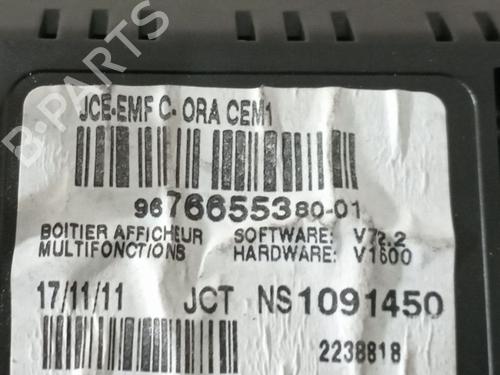 B-PARTS
JCE-EMF C- ORA CEM1
9676655380-01
BOITIER AFFICHEUR SOFTWARE: V72.2
MULTIFONCTIONS HARDWARE: V1600
17/11/11 JCT NS1091450
2238818